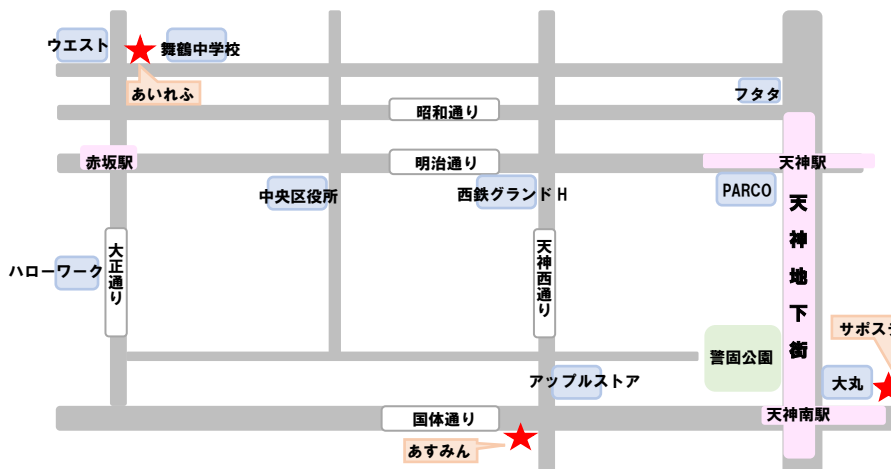 ウエスト
舞鶴中学校
あいれふ
フタタ
昭和通り
赤坂駅
明治通り
天神駅
中央区役所
西鉄グランドH
PARCO
天神地下街
大正通り
天神西通り
ハローワーク
サポステ
警固公園
アップルストア
大丸
国体通り
天神南駅
あすみん